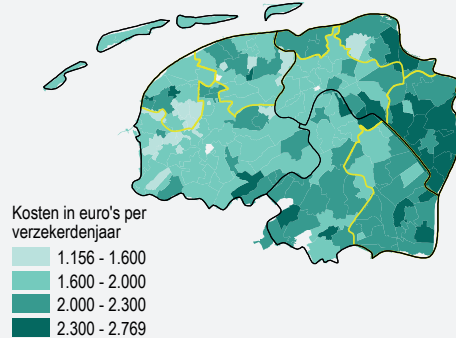 Kosten in euro's per
verzekerdenjaar
1.156 - 1.600
1.600 - 2.000
2.000 - 2.300
2.300 - 2.769